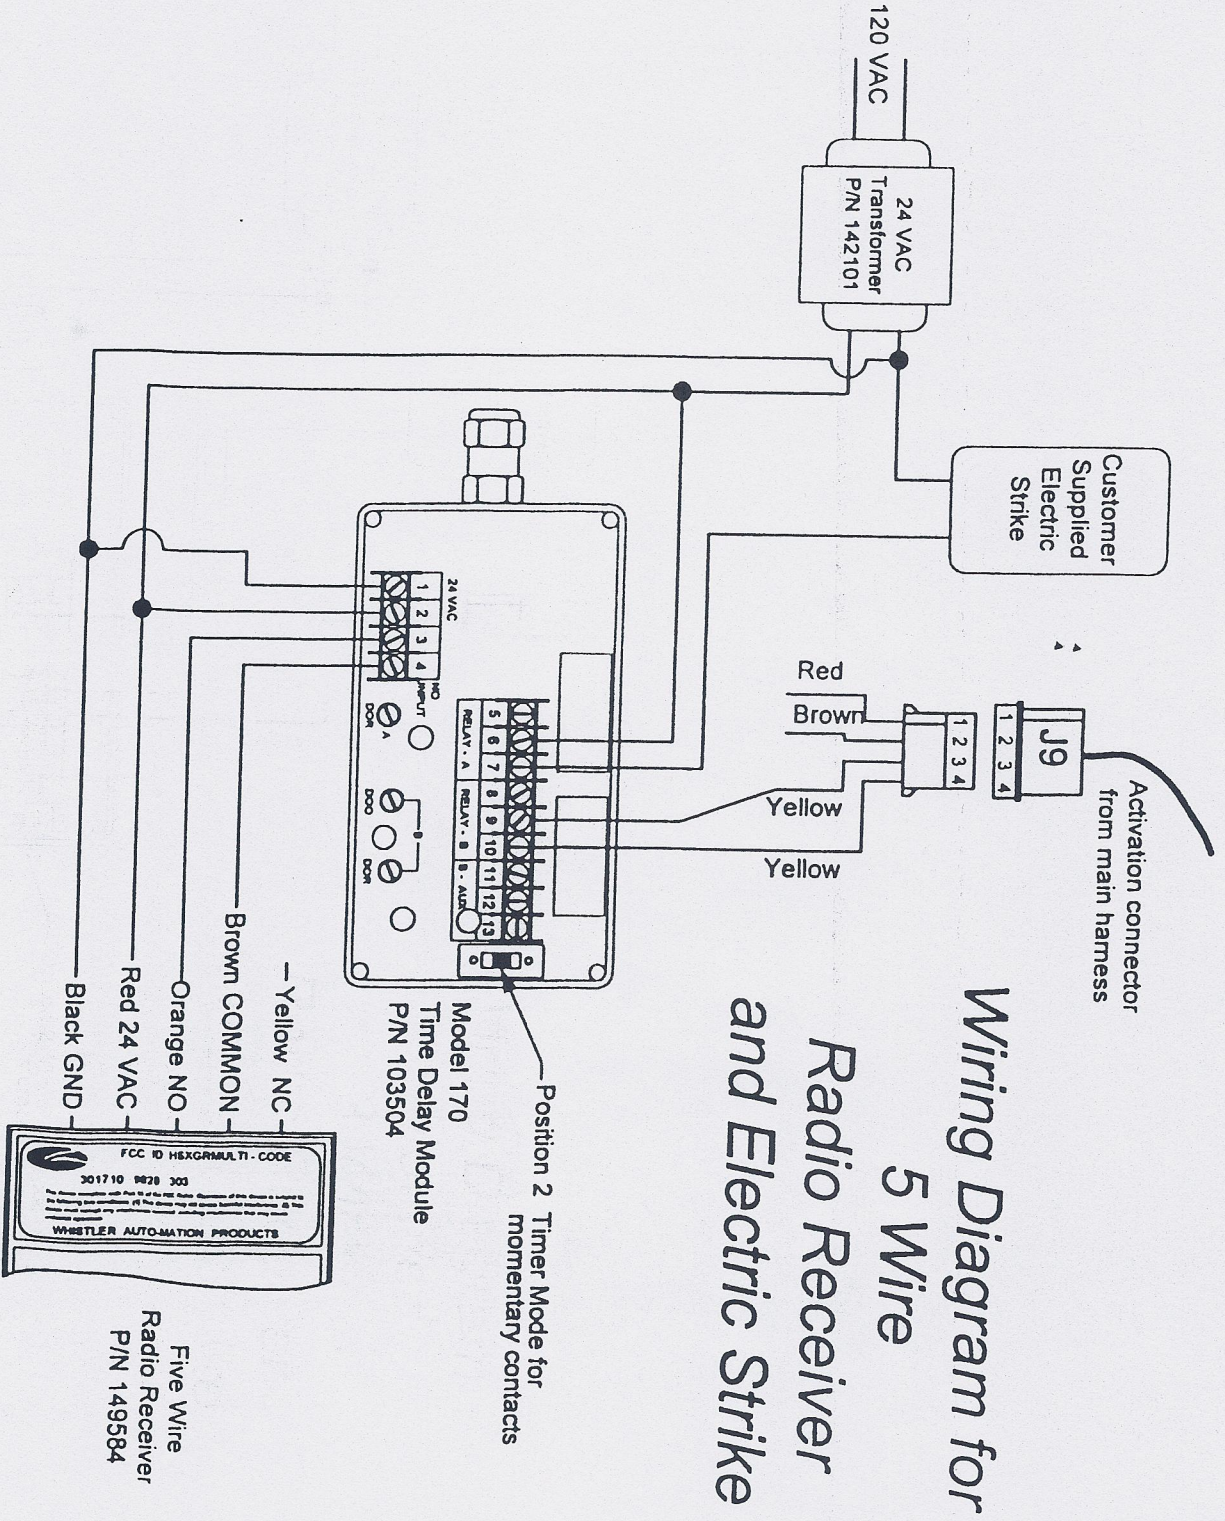 Wiring Diagram for
5 Wire
Radio Receiver
and Electric Strike
120 VAC
24 VAC
Transformer
P/N 142101
Customer
Supplied
Electric
Strike
Activation connector
from main harness
J9
1 2 3 4
1 2 3 4
Red
Brown
Yellow
Yellow
24 VAC
1 2 3 4
NO
INPUT
A
DOR
5 6 7 8 9 10 11 12 13
RELAY - A
RELAY - B
B - AUX
DOO
B
DOR
Position 2 Timer Mode for
momentary contacts
Model 170
Time Delay Module
P/N 103504
Yellow NC
Brown COMMON
Orange NO
Red 24 VAC
Black GND
FCC ID HSXGRMULTI - CODE
301710 9828 303
WHISTLER AUTO-MATION PRODUCTS
Five Wire
Radio Receiver
P/N 149584